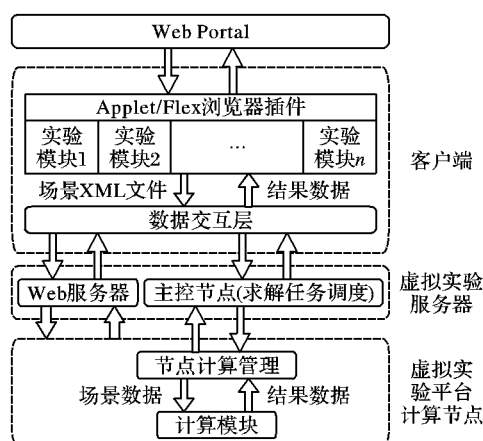 Web Portal
Applet/Flex浏览器插件
实验
模块1
实验
模块2
...
实验
模块n
客户端
场景XML文件
结果数据
数据交互层
Web服务器
主控节点(求解任务调度)
虚拟实验
服务器
节点计算管理
场景数据
结果数据
计算模块
虚拟实
验平台
计算节点